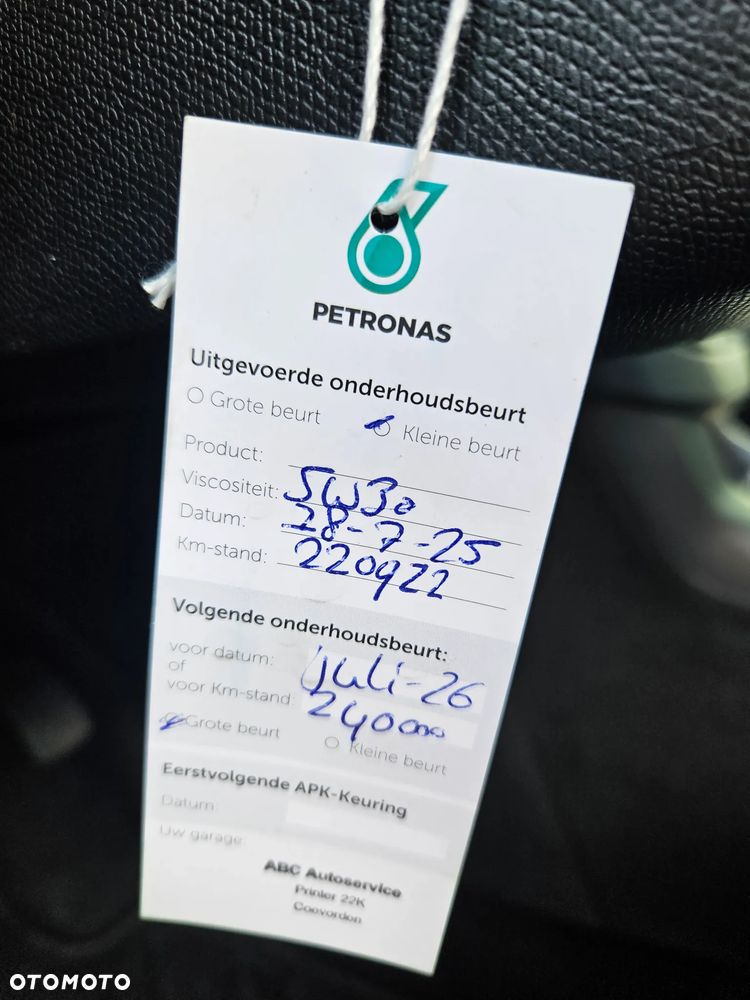 PETRONAS
Uitgevoerde onderhoudsbeurt
Grote beurt Kleine beurt
Product:
Viscositeit: 5W30
Datum: 28-7-25
Km-stand: 220922
Volgende onderhoudsbeurt:
voor datum: juli-26
of
voor Km-stand: 240000
Grote beurt Kleine beurt
Eerstvolgende APK-Keuring
Datum:
Uw garage:
ABC Autoservice
Printer 22K
Coevorden
OTOMOTO